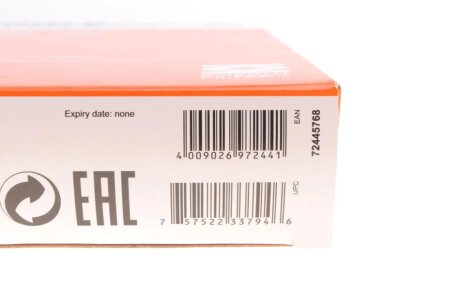 Expiry date: none
4 009026 972441
EAN
72445768
EAC
7 57522 33794 6
UPC